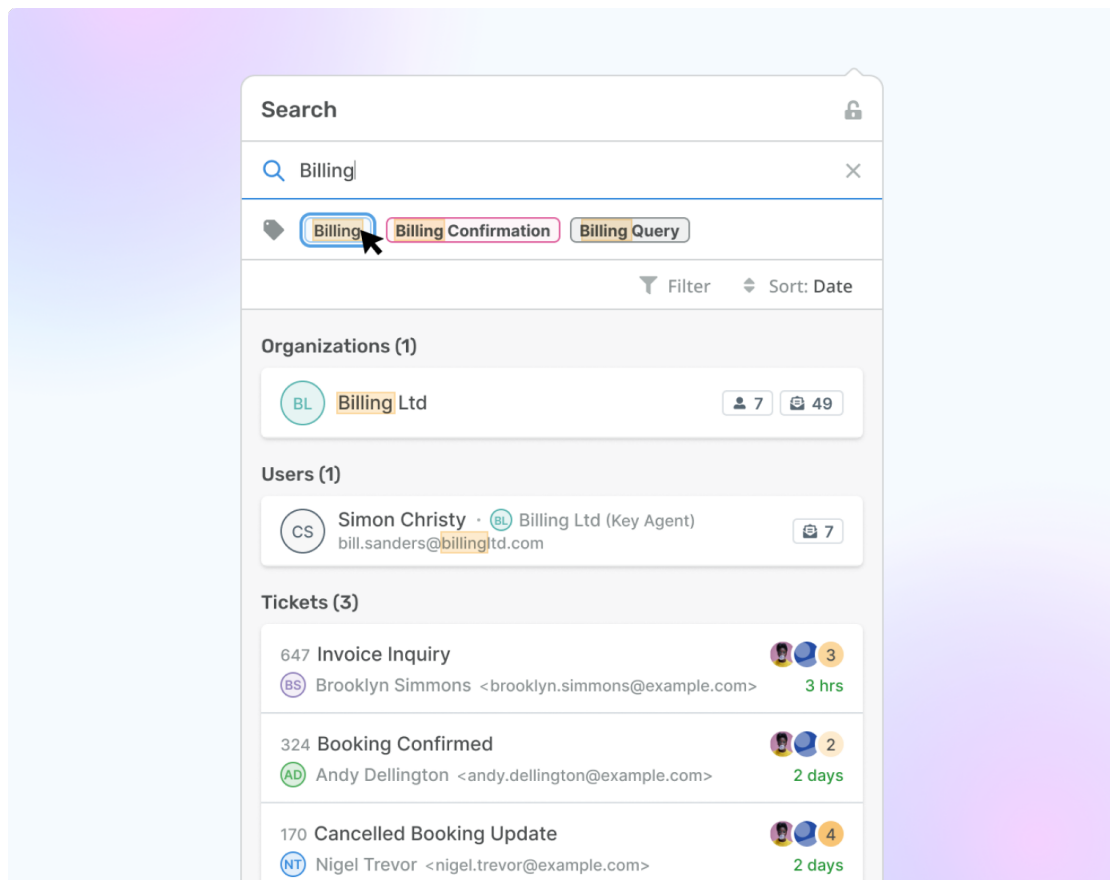 Search
Billing
Billing Billing Confirmation Billing Query
Filter Sort: Date
Organizations (1)
BL Billing Ltd 7 49
Users (1)
CS Simon Christy · BL Billing Ltd (Key Agent) 7
bill.sanders@billingltd.com
Tickets (3)
647 Invoice Inquiry 3
BS Brooklyn Simmons <brooklyn.simmons@example.com> 3 hrs
324 Booking Confirmed 2
AD Andy Dellington <andy.dellington@example.com> 2 days
170 Cancelled Booking Update 4
NT Nigel Trevor <nigel.trevor@example.com> 2 days